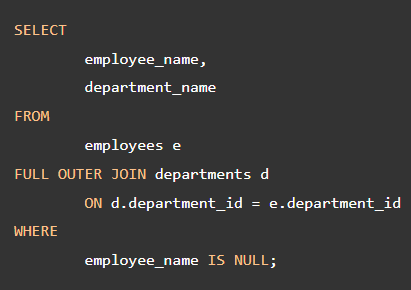 SELECT
employee_name,
department_name
FROM
employees e
FULL OUTER JOIN departments d
ON d.department_id = e.department_id
WHERE
employee_name IS NULL;